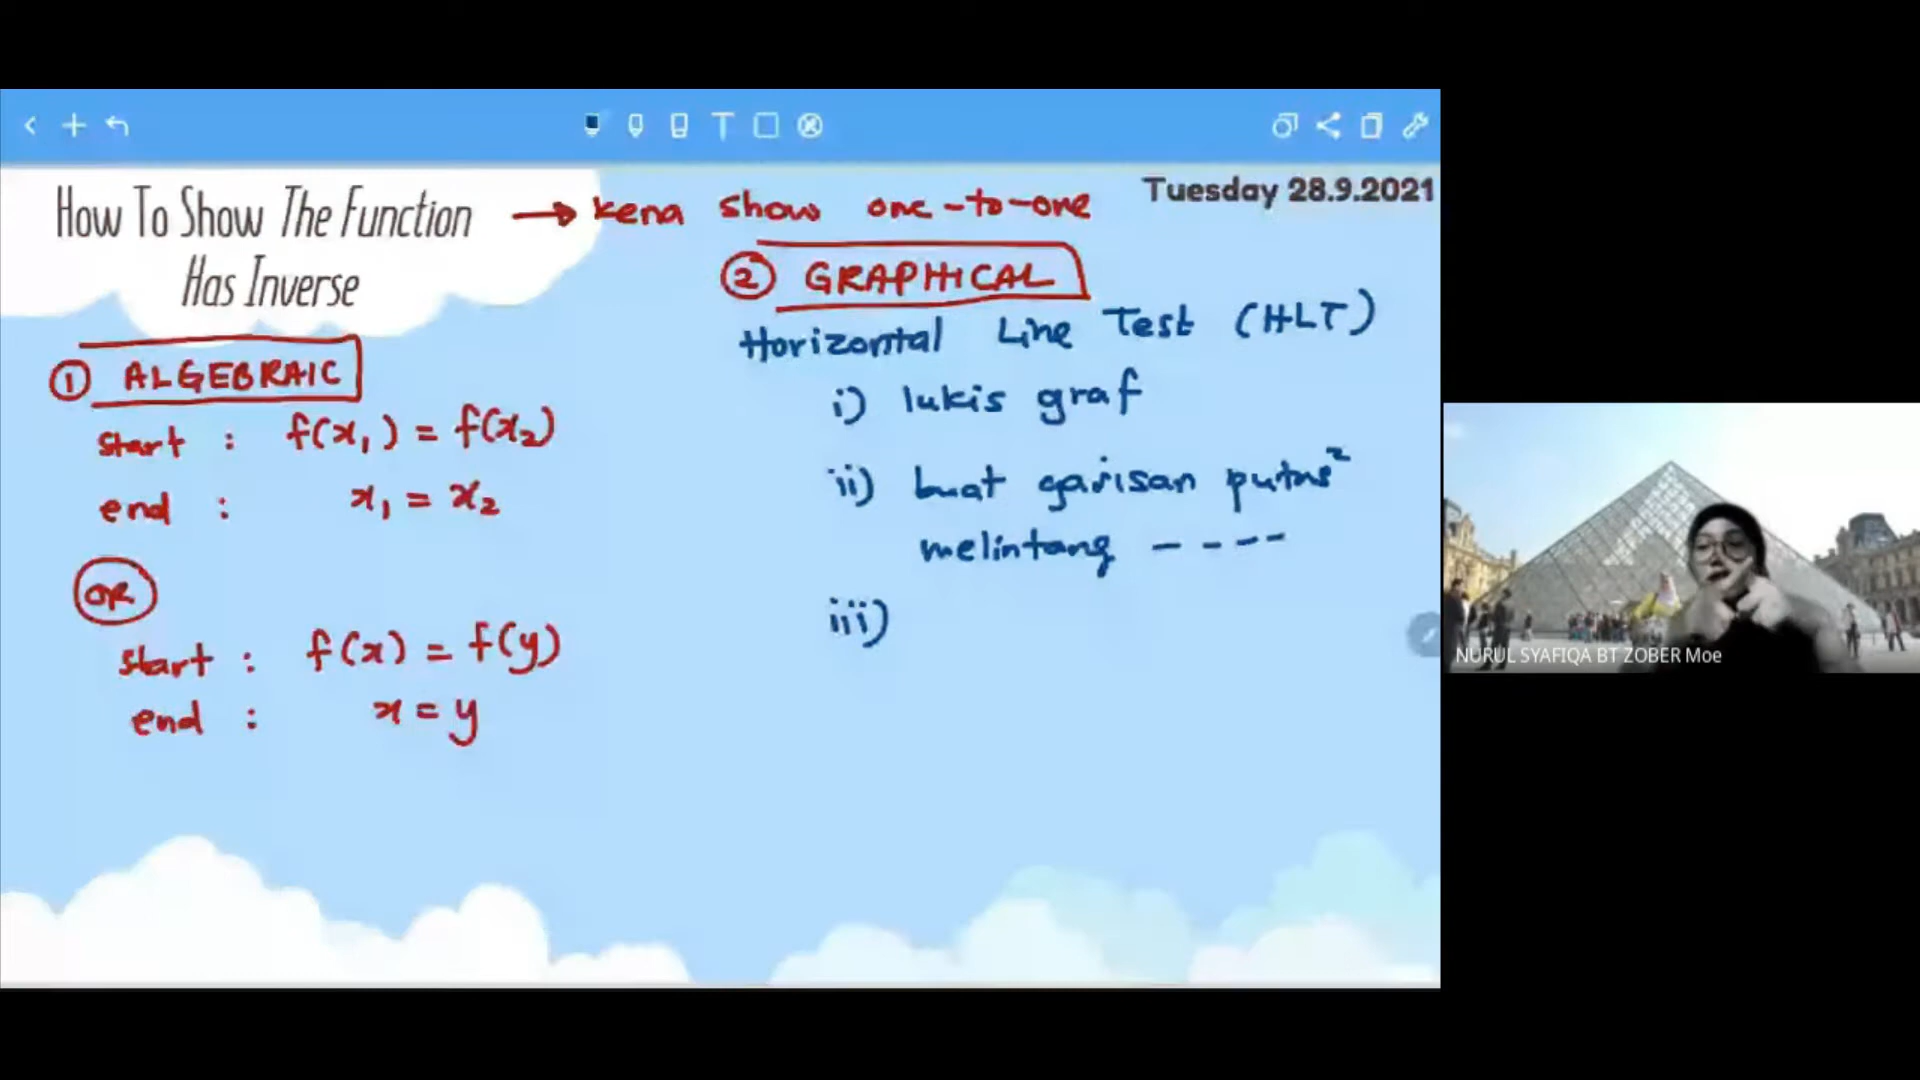 How To Show The Function
Has Inverse
→ kena show one-to-one
Tuesday 28.9.2021
① ALGEBRAIC
start : f(x₁) = f(x₂)
end : x₁ = x₂
OR
start : f(x) = f(y)
end : x = y
② GRAPHICAL
Horizontal Line Test (HLT)
i) lukis graf
ii) buat garisan putus²
melintang ----
iii)
NURUL SYAFIQA BT ZOBER Moe